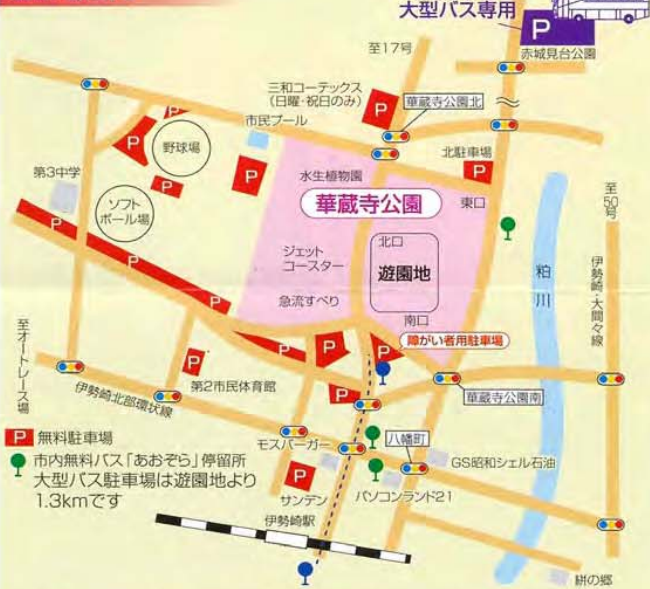 大型バス専用
P
赤城見台公園
至17号
三和コーテックス
(日曜・祝日のみ)
P
華蔵寺公園北
市民プール
P
野球場
P
P
P
北駐車場
P
第3中学
水生植物園
華蔵寺公園
東口
至50号
ソフト
ボール場
P
P
P
北口
遊園地
ジェット
コースター
急流すべり
南口
粕川
伊勢崎・大間々線
障がい者用駐車場
P
P
P
P
P
至オートレース場
第2市民体育館
伊勢崎北部環状線
華蔵寺公園南
P 無料駐車場
市内無料バス「あおぞら」停留所
大型バス駐車場は遊園地より
1.3kmです
モスバーガー
八幡町
GS昭和シェル石油
P
サンデン
パソコンランド21
伊勢崎駅
絣の郷